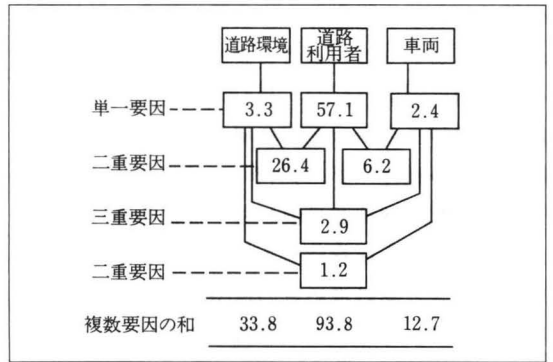 道路環境
道路
利用者
車両
単一要因 3.3 57.1 2.4
二重要因 26.4 6.2
三重要因 2.9
二重要因 1.2
複数要因の和 33.8 93.8 12.7